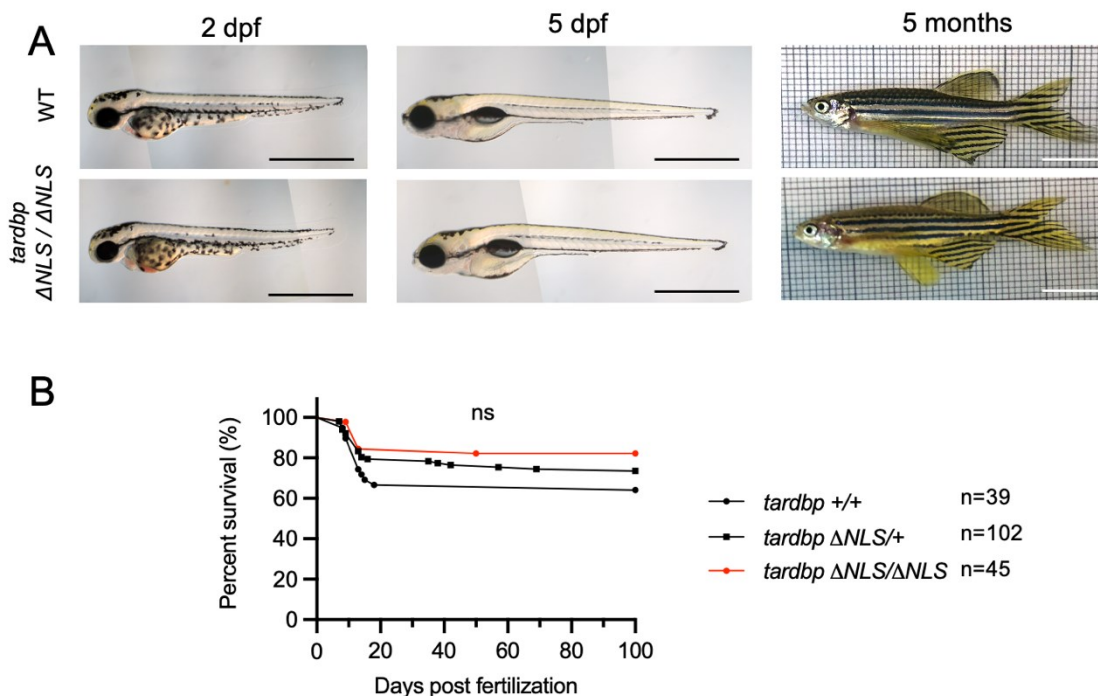 A
2 dpf
5 dpf
5 months
WT
tardbp
ΔNLS / ΔNLS
B
ns
Percent survival (%)
100
80
60
40
20
0
0
20
40
60
80
100
Days post fertilization
tardbp +/+ n=39
tardbp ΔNLS/+ n=102
tardbp ΔNLS/ΔNLS n=45